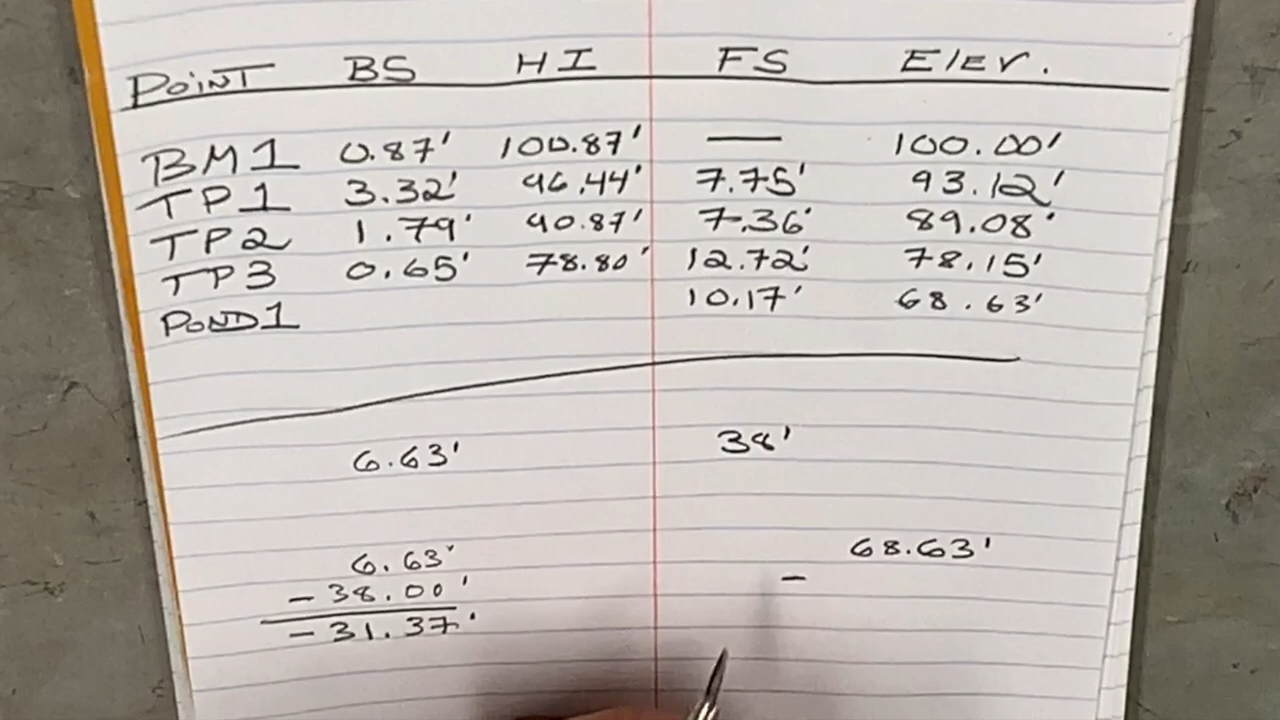 POINT BS HI FS Elev.
BM1 0.87' 100.87' — 100.00'
TP1 3.32' 96.44' 7.75' 93.12'
TP2 1.79' 90.87' 7.36' 89.08'
TP3 0.65' 78.80' 12.72' 78.15'
POND1 10.17' 68.63'
6.63' 38'
6.63' 68.63'
- 38.00' -
- 31.37'